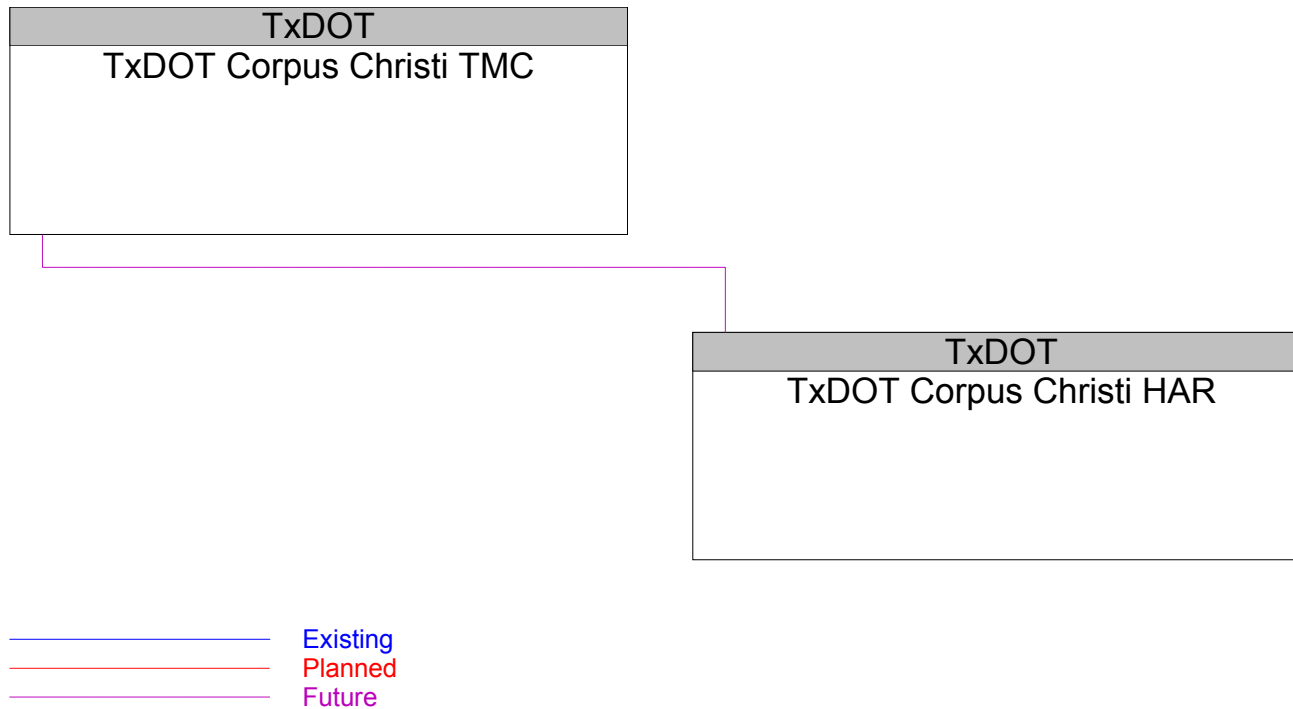 TxDOT
TxDOT Corpus Christi TMC
TxDOT
TxDOT Corpus Christi HAR
Existing
Planned
Future